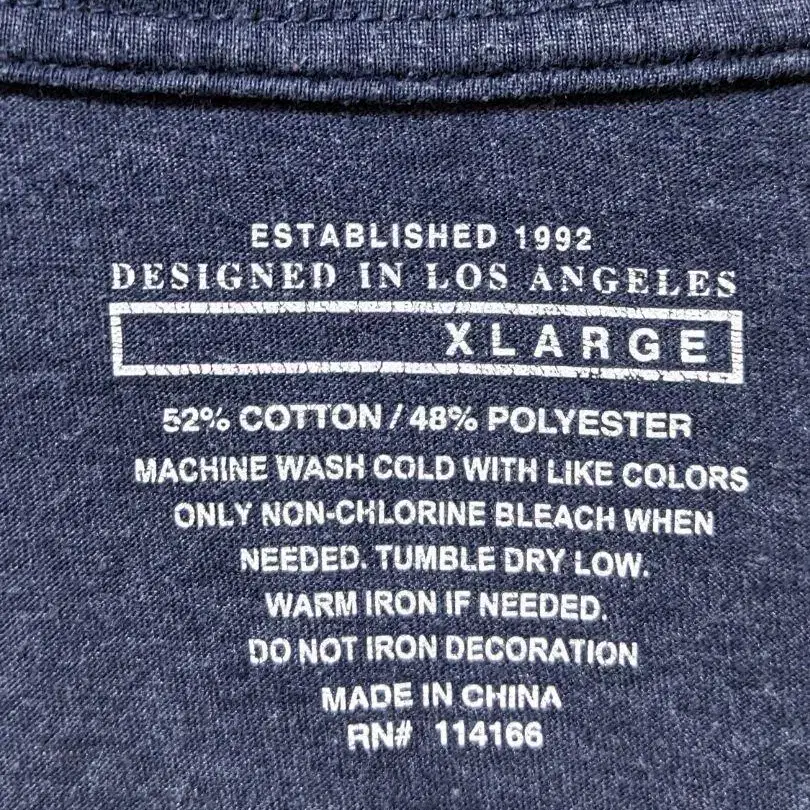 ESTABLISHED 1992
DESIGNED IN LOS ANGELES
XLARGE
52% COTTON / 48% POLYESTER
MACHINE WASH COLD WITH LIKE COLORS
ONLY NON-CHLORINE BLEACH WHEN
NEEDED. TUMBLE DRY LOW.
WARM IRON IF NEEDED.
DO NOT IRON DECORATION
MADE IN CHINA
RN# 114166